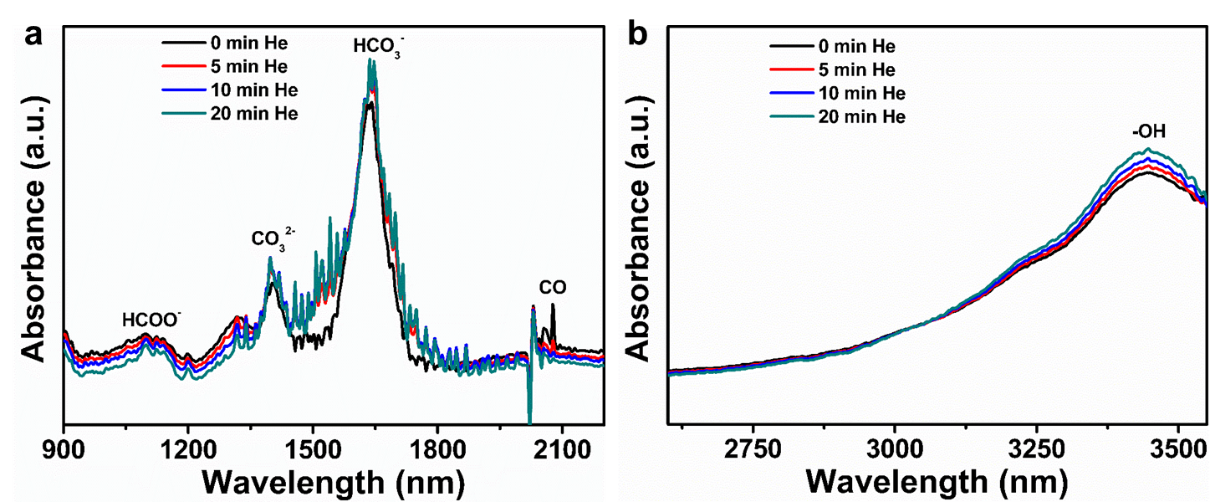 a
0 min He
5 min He
10 min He
20 min He
HCO₃⁻
CO₃²⁻
HCOO⁻
CO
Absorbance (a.u.)
900 1200 1500 1800 2100
Wavelength (nm)
b
0 min He
5 min He
10 min He
20 min He
-OH
Absorbance (a.u.)
2750 3000 3250 3500
Wavelength (nm)